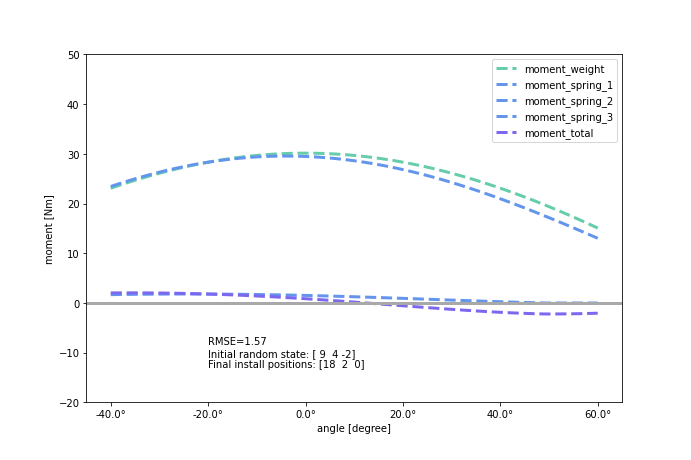 50
40
30
20
10
0
−10
−20
moment [Nm]
moment_weight
moment_spring_1
moment_spring_2
moment_spring_3
moment_total
RMSE=1.57
Initial random state: [ 9  4 -2]
Final install positions: [18  2  0]
-40.0° -20.0° 0.0° 20.0° 40.0° 60.0°
angle [degree]